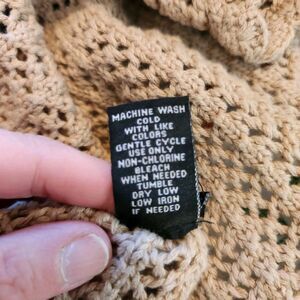 MACHINE WASH
COLD
WITH LIKE
COLORS
GENTLE CYCLE
USE ONLY
NON-CHLORINE
BLEACH
WHEN NEEDED
TUMBLE
DRY LOW
LOW IRON
IF NEEDED